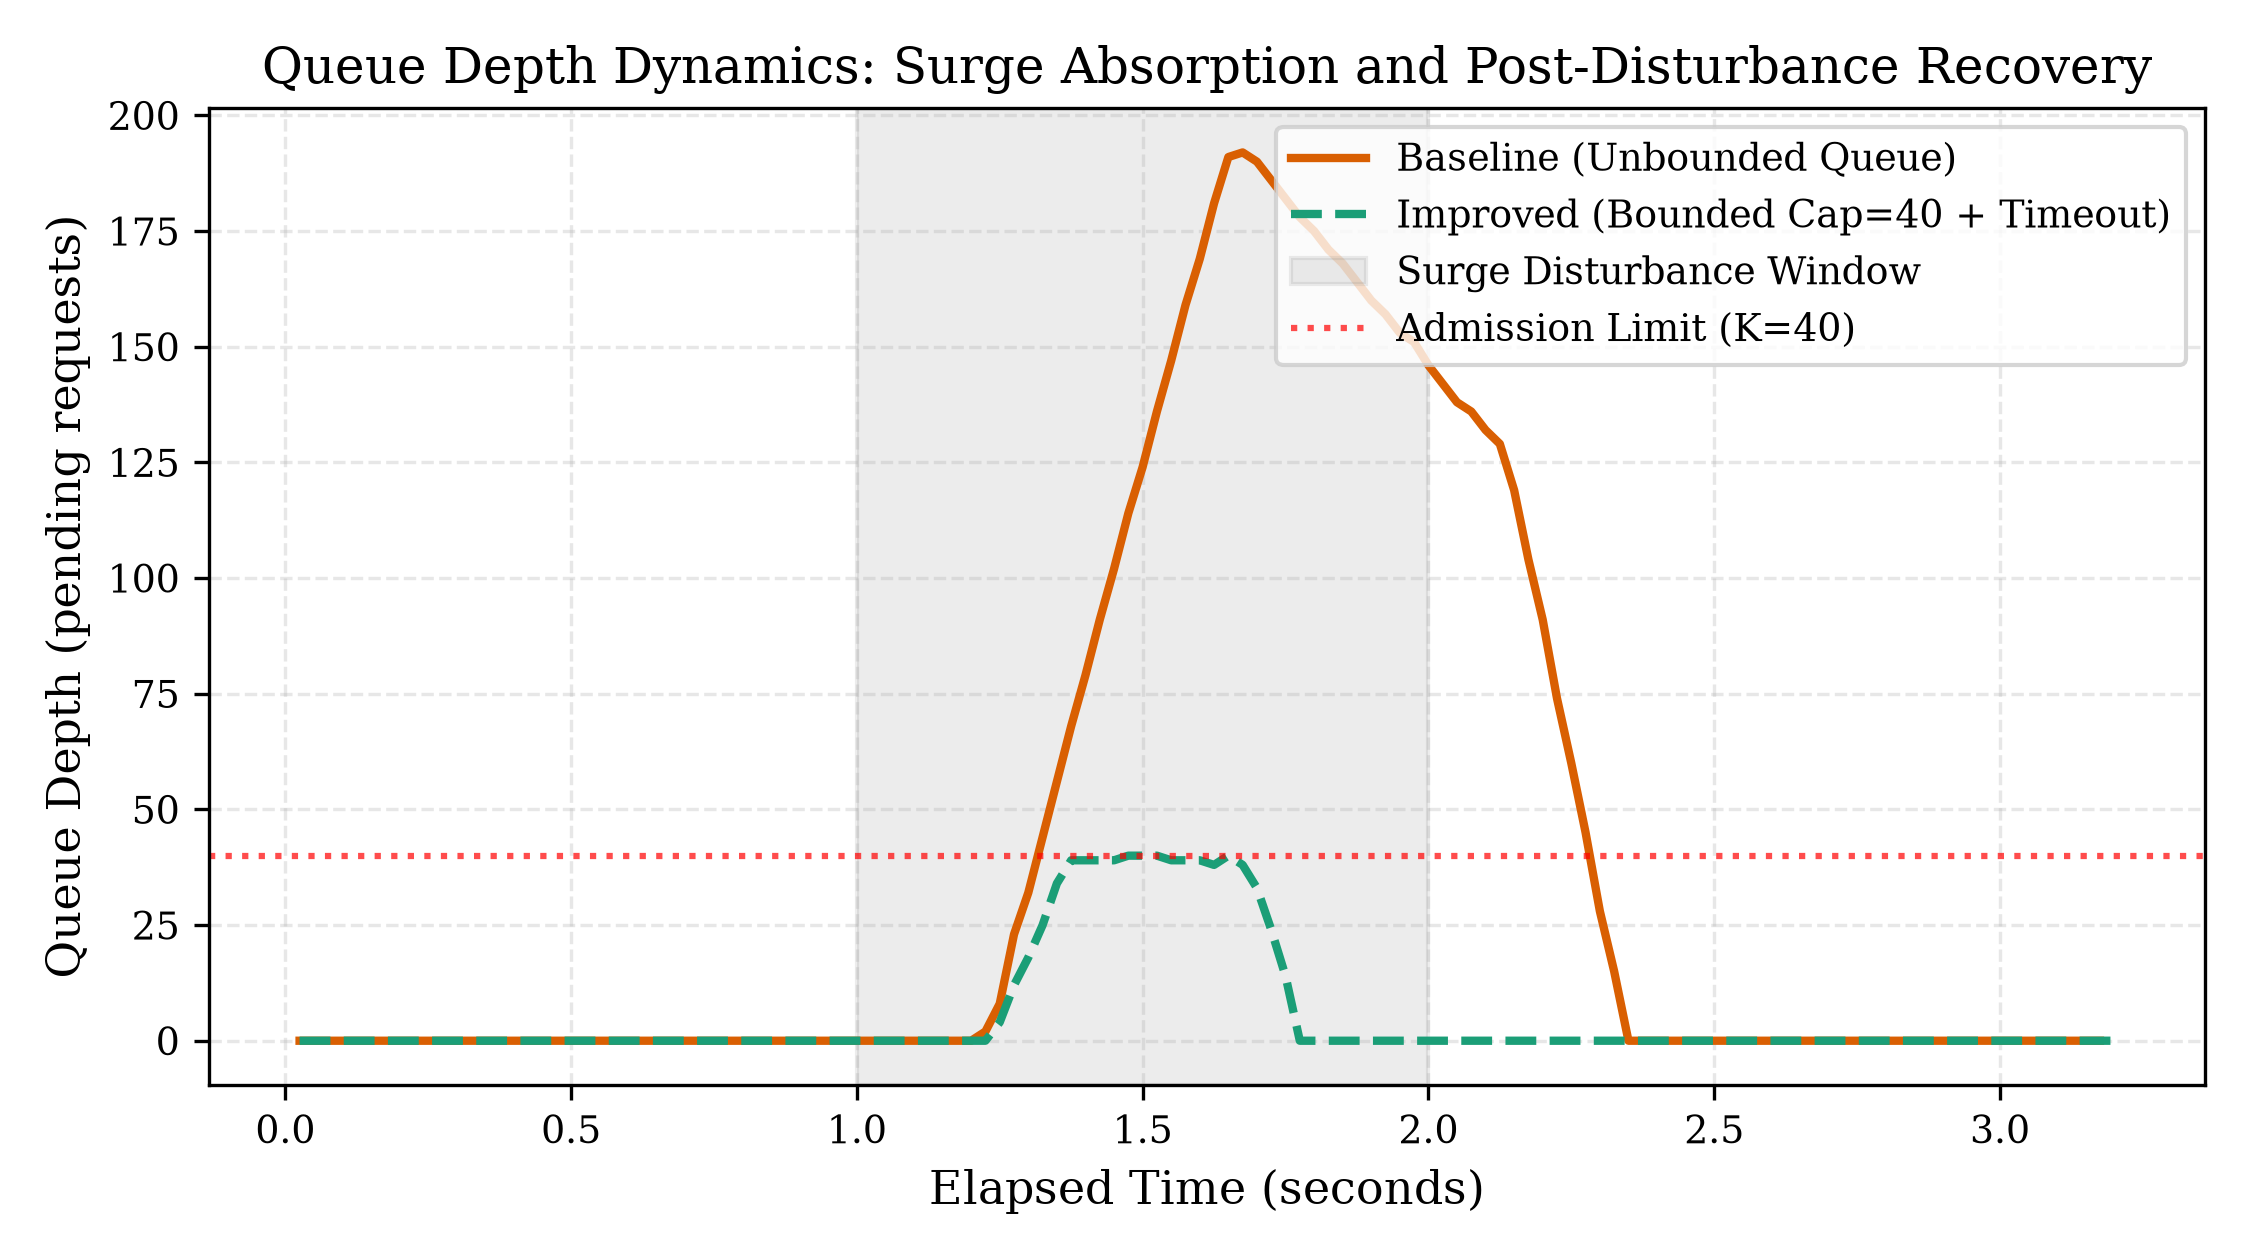 Queue Depth Dynamics: Surge Absorption and Post-Disturbance Recovery
Queue Depth (pending requests)
200
175
150
125
100
75
50
25
0
Baseline (Unbounded Queue)
Improved (Bounded Cap=40 + Timeout)
Surge Disturbance Window
Admission Limit (K=40)
0.0 0.5 1.0 1.5 2.0 2.5 3.0
Elapsed Time (seconds)